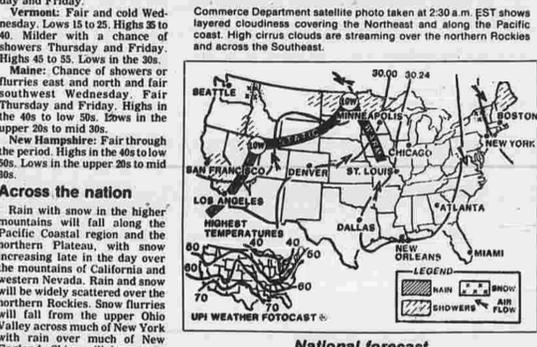 day and Friday.
Vermont: Fair and cold Wed-
nesday. Lows 15 to 25. Highs 35 to
40. Milder with a chance of
showers Thursday and Friday.
Highs 45 to 55. Lows in the 30s.
Maine: Chance of showers or
flurries east and north and fair
southwest Wednesday. Fair
Thursday and Friday. Highs in
the 40s to low 50s. Lows in the
upper 20s to mid 30s.
New Hampshire: Fair through
the period. Highs in the 40s to low
50s. Lows in the upper 20s to mid
30s.
Across the nation
Rain with snow in the higher
mountains will fall along the
Pacific Coastal region and the
northern Plateau, with snow
increasing late in the day over
the mountains of California and
western Nevada. Rain and snow
will be widely scattered over the
northern Rockies. Snow flurries
will fall from the upper Ohio
Valley across much of New York
with rain over much of New
Commerce Department satellite photo taken at 2:30 a.m. EST shows
layered cloudiness covering the Northeast and along the Pacific
coast. High cirrus clouds are streaming over the northern Rockies
and across the Southeast.
30.00 30.24
SEATTLE
LOW
MINNEAPOLIS
BOSTON
NEW YORK
LOW
STATIC
CHICAGO
SAN FRANCISCO
DENVER
ST. LOUIS
LOS ANGELES
ATLANTA
HIGHEST
TEMPERATURES
DALLAS
NEW
ORLEANS
MIAMI
40 40
50
60
60
60
70
70
LEGEND
RAIN
SNOW
SHOWERS
AIR
FLOW
UPI WEATHER FOTOCAST ®
National forecast